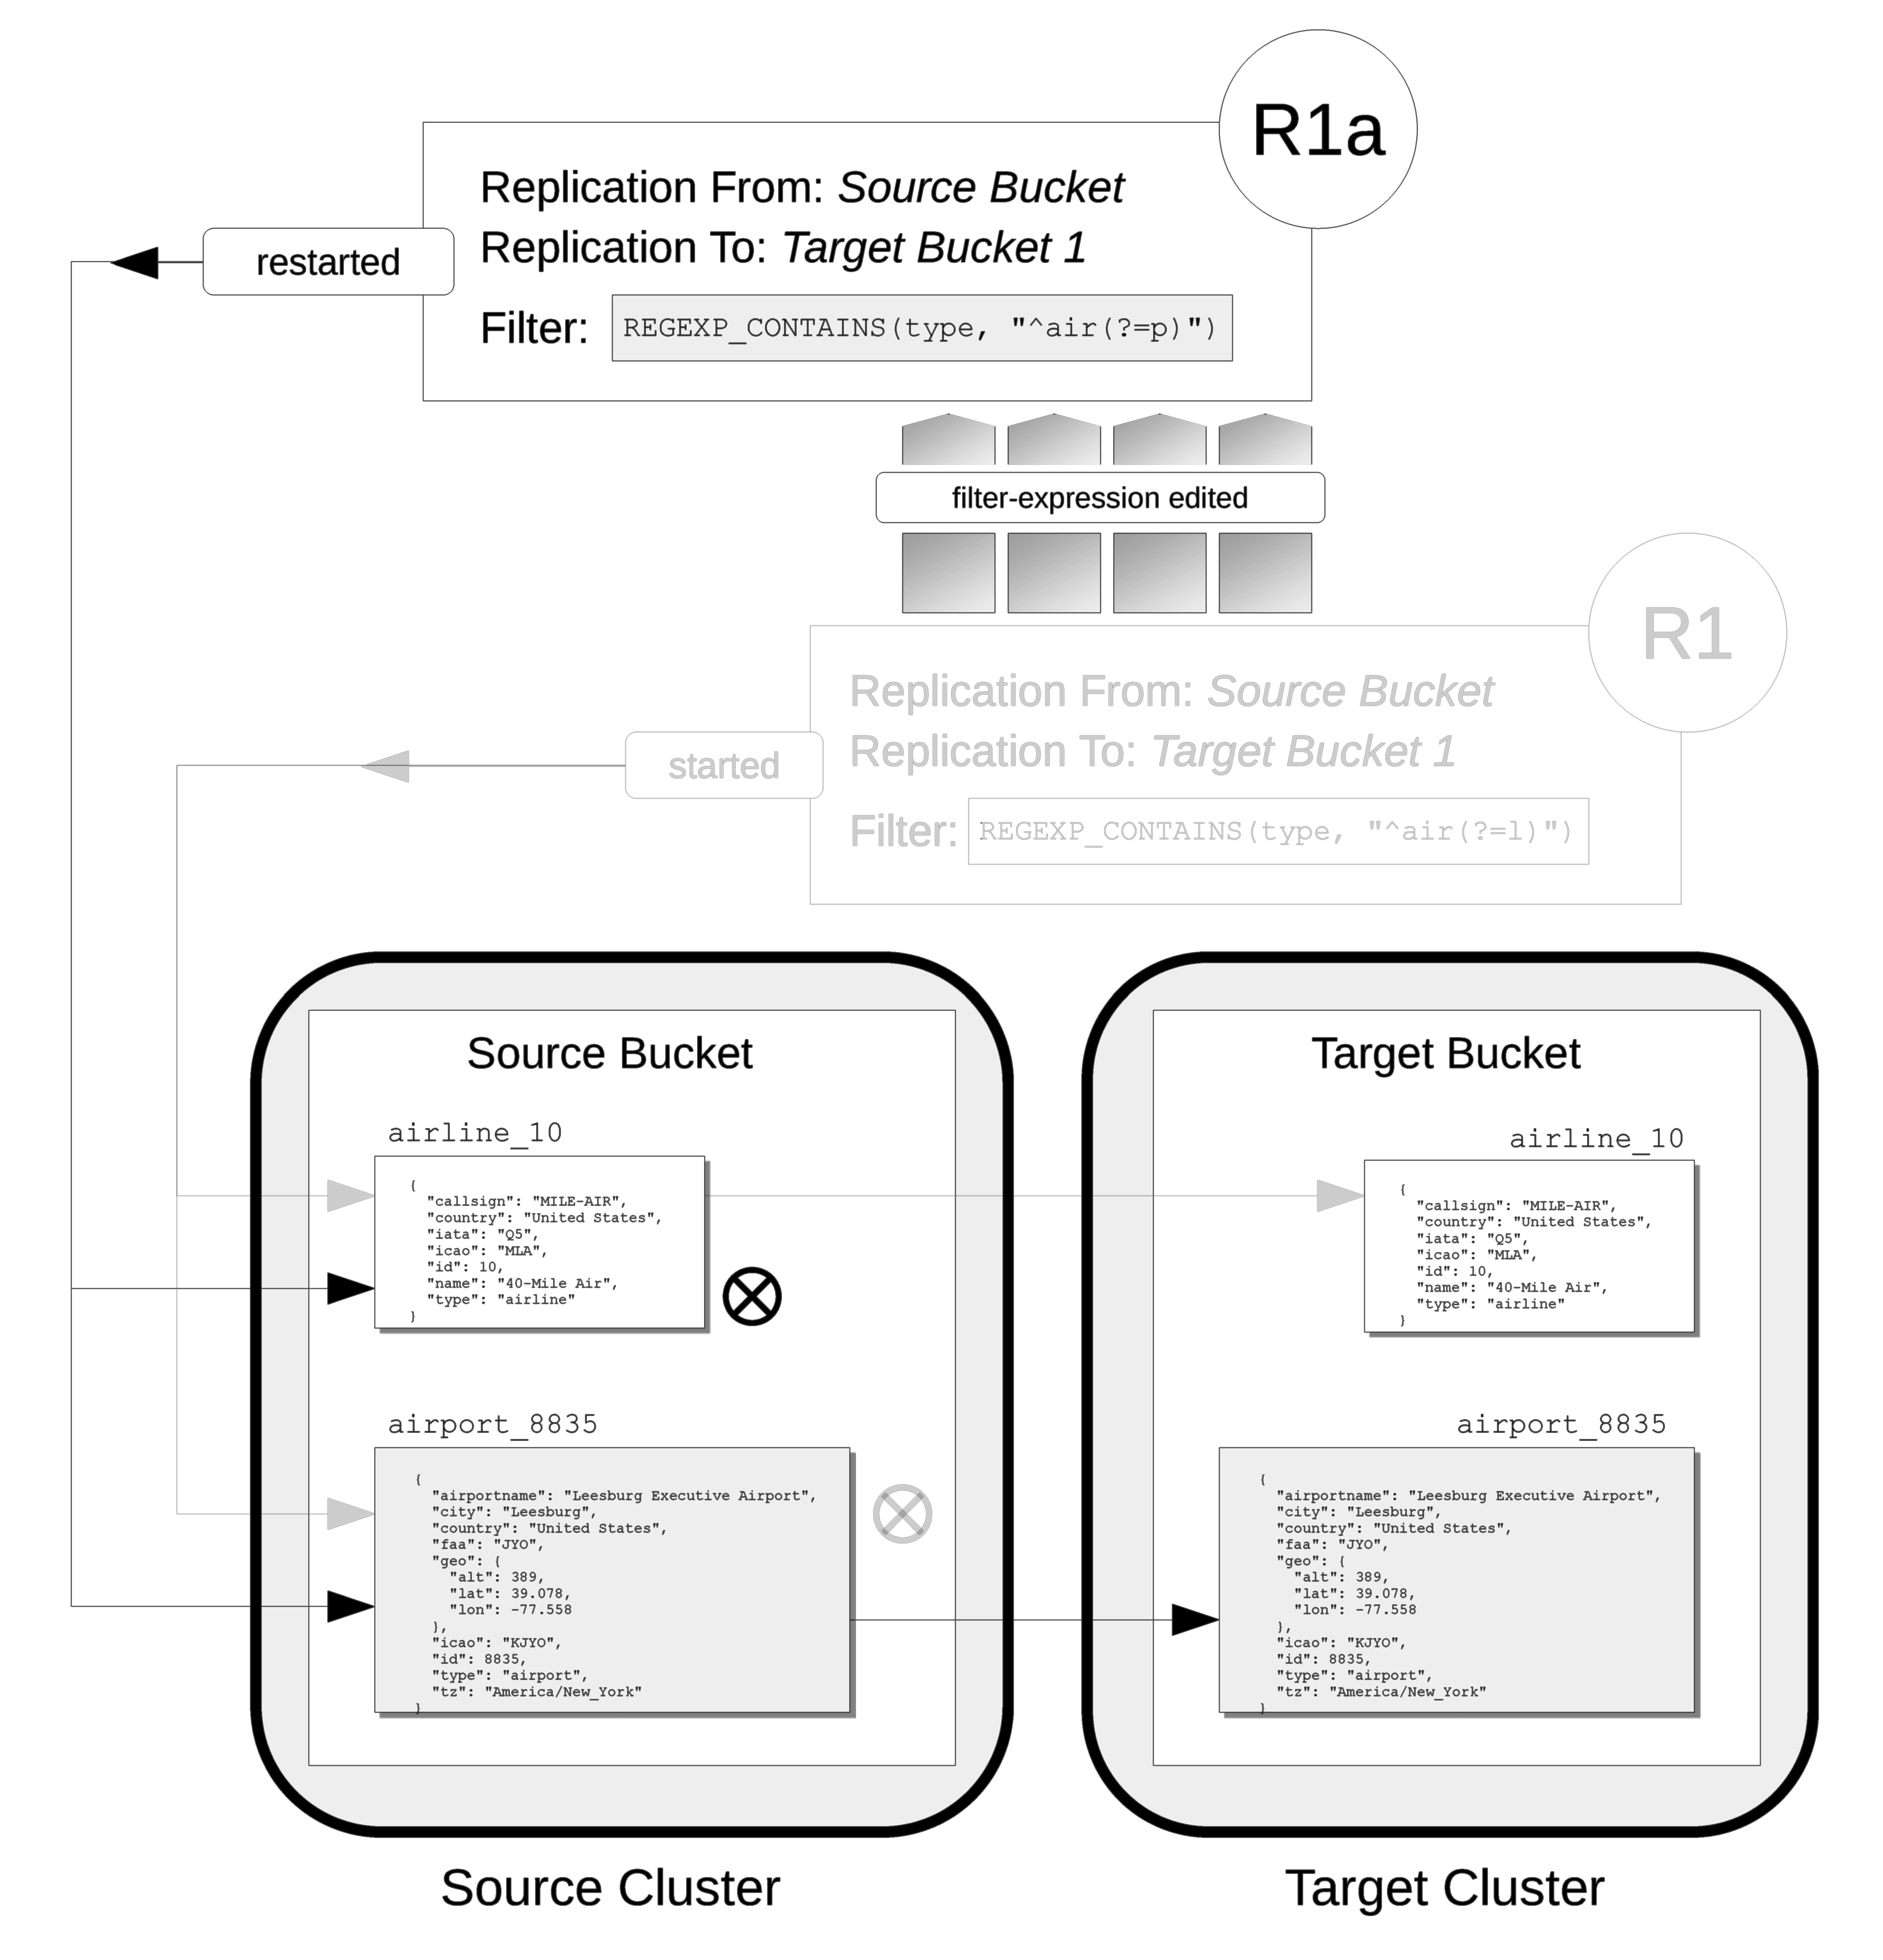 R1a
Replication From: Source Bucket
Replication To: Target Bucket 1
restarted
Filter: REGEXP_CONTAINS(type, "^air(?=p)")
filter-expression edited
R1
Replication From: Source Bucket
Replication To: Target Bucket 1
started
Filter: REGEXP_CONTAINS(type, "^air(?=l)")
Source Bucket
airline_10
{
"callsign": "MILE-AIR",
"country": "United States",
"iata": "Q5",
"icao": "MLA",
"id": 10,
"name": "40-Mile Air",
"type": "airline"
}
airport_8835
{
"airportname": "Leesburg Executive Airport",
"city": "Leesburg",
"country": "United States",
"faa": "JYO",
"geo": {
"alt": 389,
"lat": 39.078,
"lon": -77.558
},
"icao": "KJYO",
"id": 8835,
"type": "airport",
"tz": "America/New_York"
}
Source Cluster
Target Bucket
airline_10
{
"callsign": "MILE-AIR",
"country": "United States",
"iata": "Q5",
"icao": "MLA",
"id": 10,
"name": "40-Mile Air",
"type": "airline"
}
airport_8835
{
"airportname": "Leesburg Executive Airport",
"city": "Leesburg",
"country": "United States",
"faa": "JYO",
"geo": {
"alt": 389,
"lat": 39.078,
"lon": -77.558
},
"icao": "KJYO",
"id": 8835,
"type": "airport",
"tz": "America/New_York"
}
Target Cluster